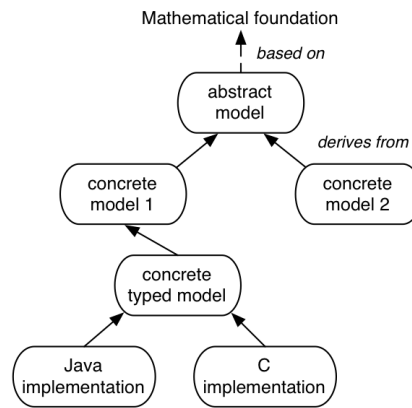 Mathematical foundation
based on
abstract
model
derives from
concrete
model 1
concrete
model 2
concrete
typed model
Java
implementation
C
implementation